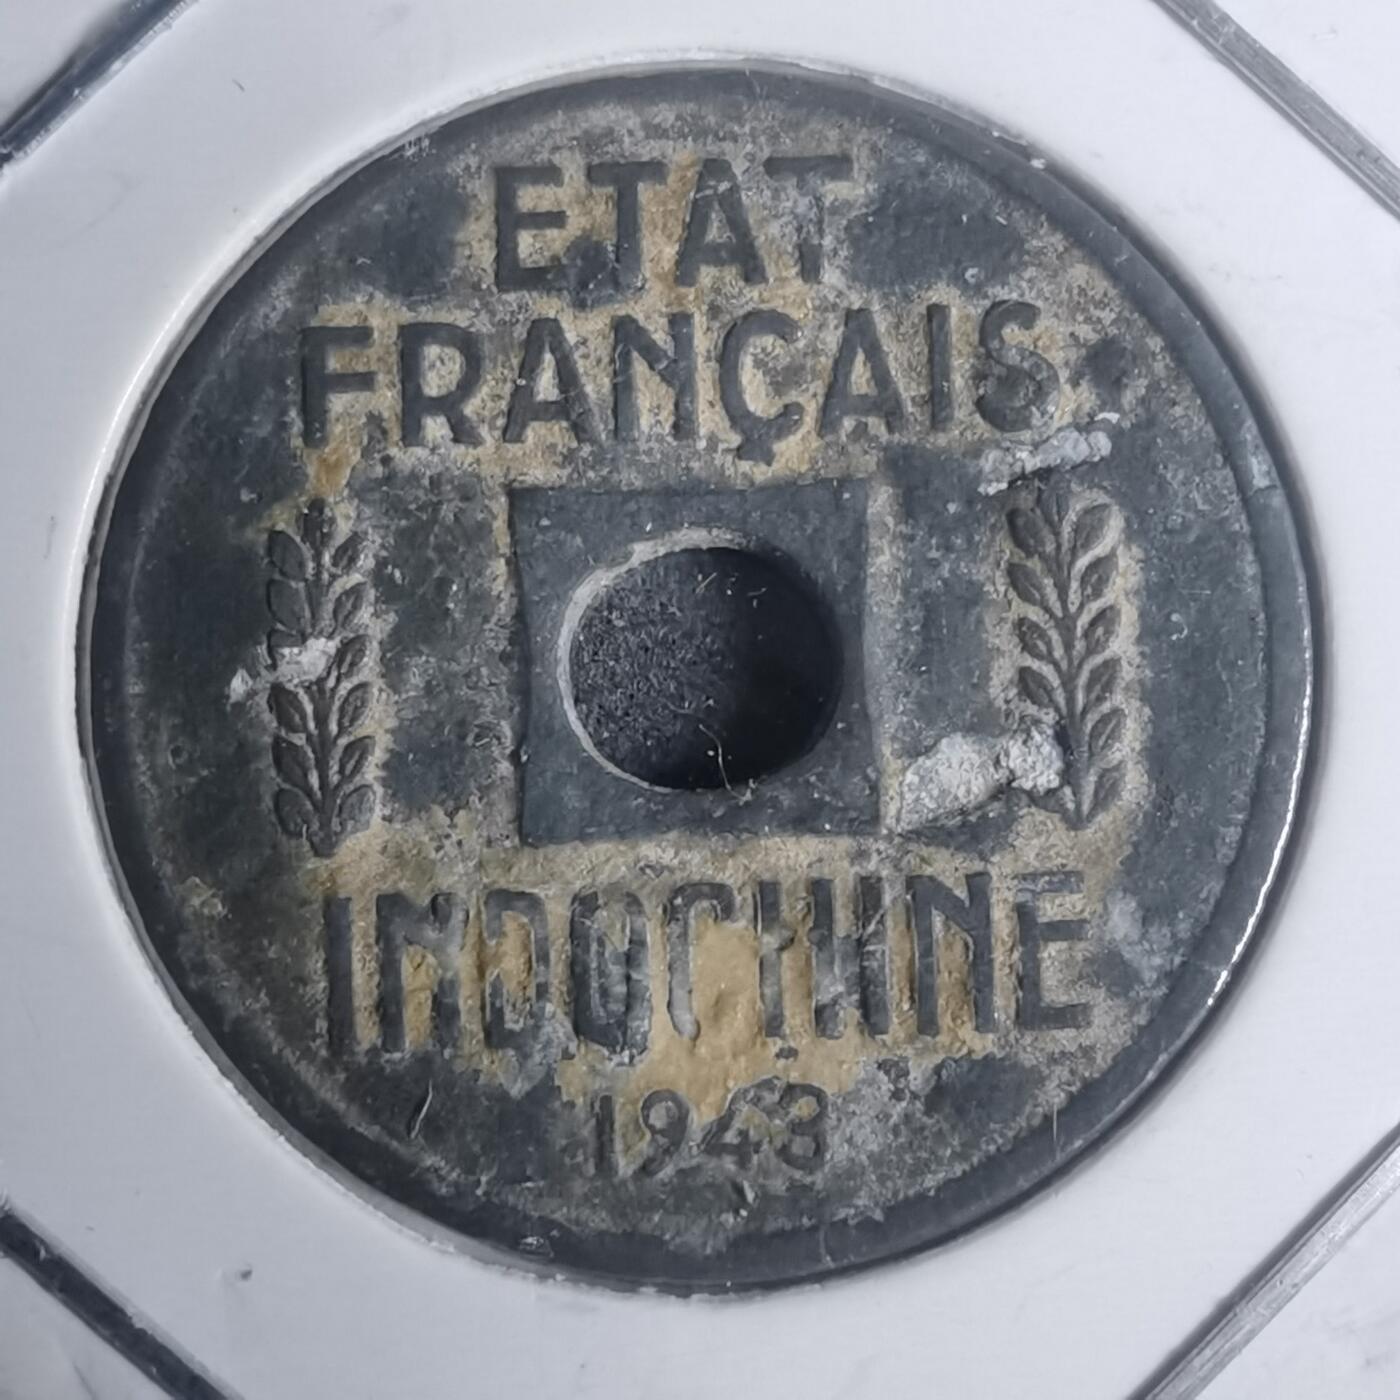 ETAT
FRANÇAIS
INDOCHINE
1943